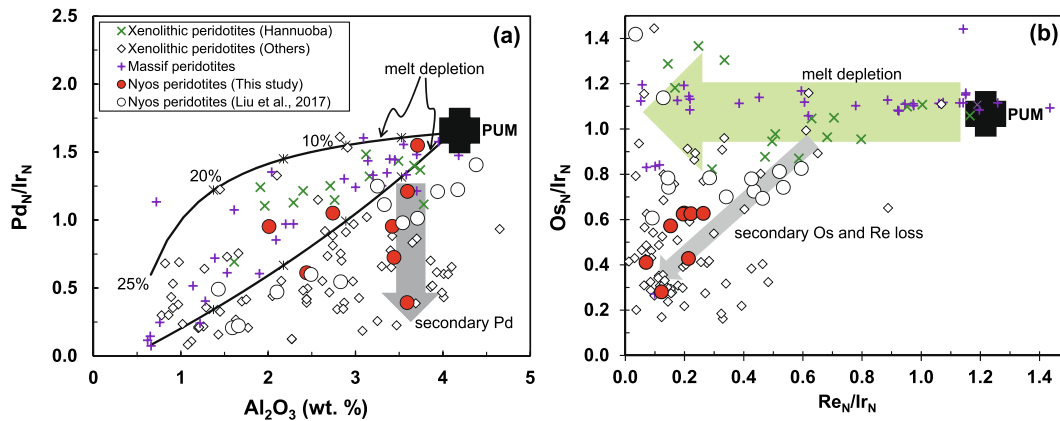 (a)
Xenolithic peridotites (Hannuoba)
Xenolithic peridotites (Others)
Massif peridotites
Nyos peridotites (This study)
Nyos peridotites (Liu et al., 2017)
melt depletion
PUM
10%
20%
25%
secondary Pd
2.5
2.0
1.5
1.0
0.5
0.0
0
1
2
3
4
5
Pd_N/Ir_N
Al₂O₃ (wt. %)
(b)
melt depletion
PUM
secondary Os and Re loss
1.4
1.2
1.0
0.8
0.6
0.4
0.2
0.0
0.0
0.2
0.4
0.6
0.8
1.0
1.2
1.4
Os_N/Ir_N
Re_N/Ir_N